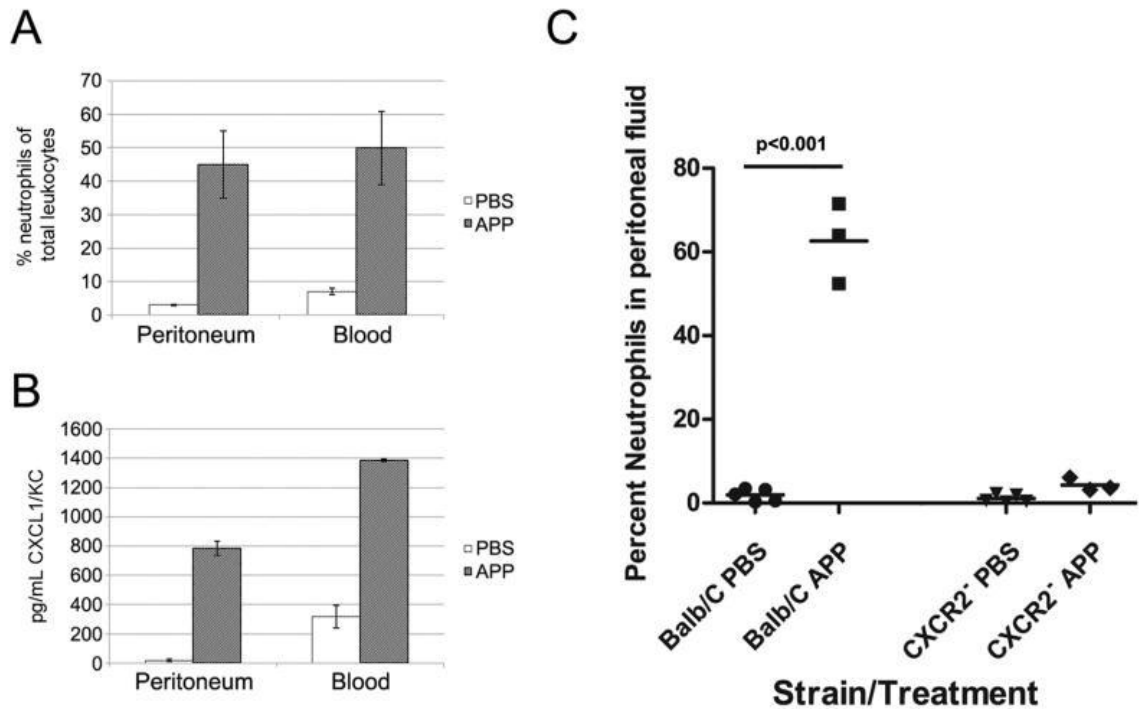 A
% neutrophils of
total leukocytes
70
60
50
40
30
20
10
0
Peritoneum
Blood
PBS
APP
B
pg/mL CXCL1/KC
1600
1400
1200
1000
800
600
400
200
0
Peritoneum
Blood
PBS
APP
C
Percent Neutrophils in peritoneal fluid
p<0.001
80
60
40
20
0
Balb/C PBS
Balb/C APP
CXCR2⁻ PBS
CXCR2⁻ APP
Strain/Treatment